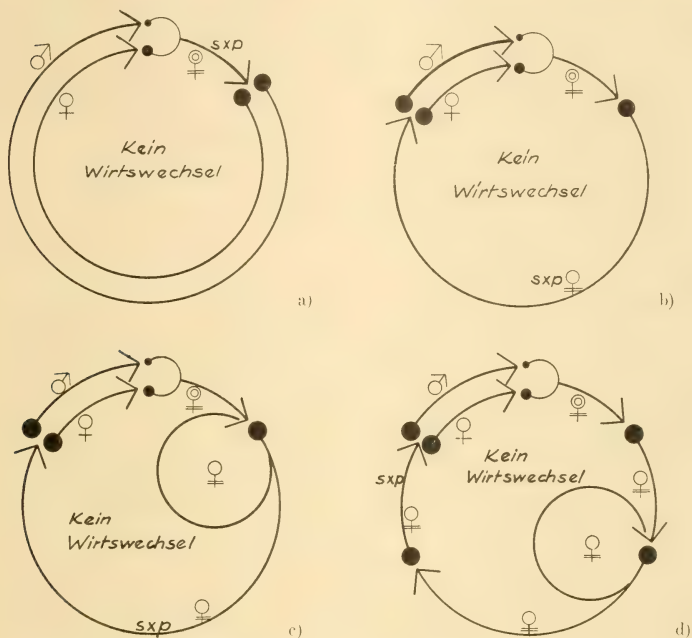 sxp
Kein
Wirtswechsel
a)
Kein
Wirtswechsel
sxp
b)
Kein
Wirtswechsel
sxp
c)
Kein
Wirtswechsel
sxp
d)